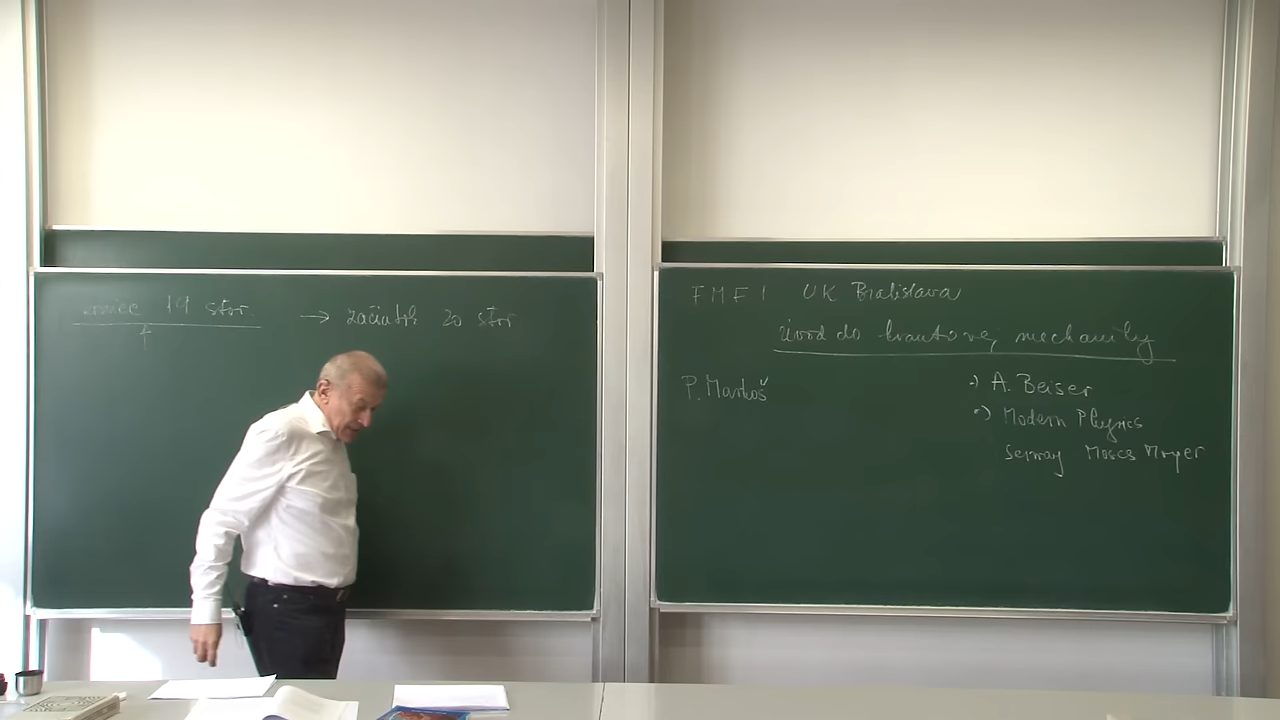 koniec 19 stor. → začiatok 20 stor
FMFI UK Bratislava
Úvod do kvantovej mechaniky
P. Markoš
•) A. Beiser
•) Modern Physics
Serway Moses Moyer